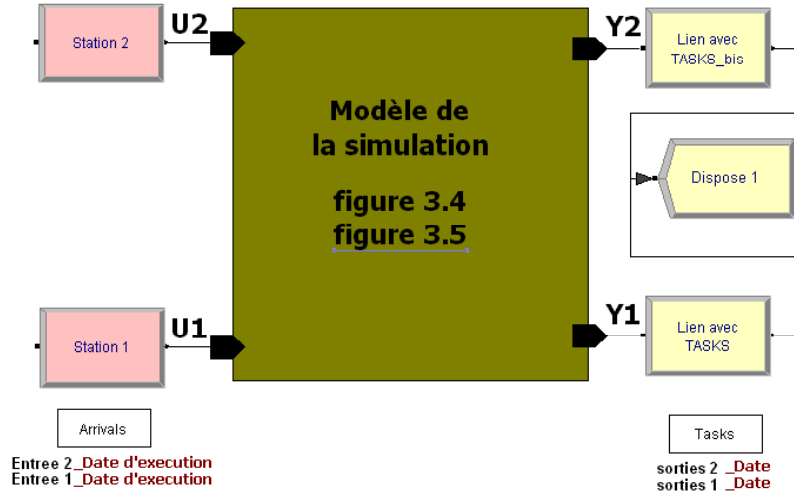 Station 2
U2
Modèle de
la simulation
figure 3.4
figure 3.5
Y2
Lien avec
TASKS_bis
Dispose 1
Station 1
U1
Y1
Lien avec
TASKS
Arrivals
Entree 2_Date d'execution
Entree 1_Date d'execution
Tasks
sorties 2 _Date
sorties 1 _Date